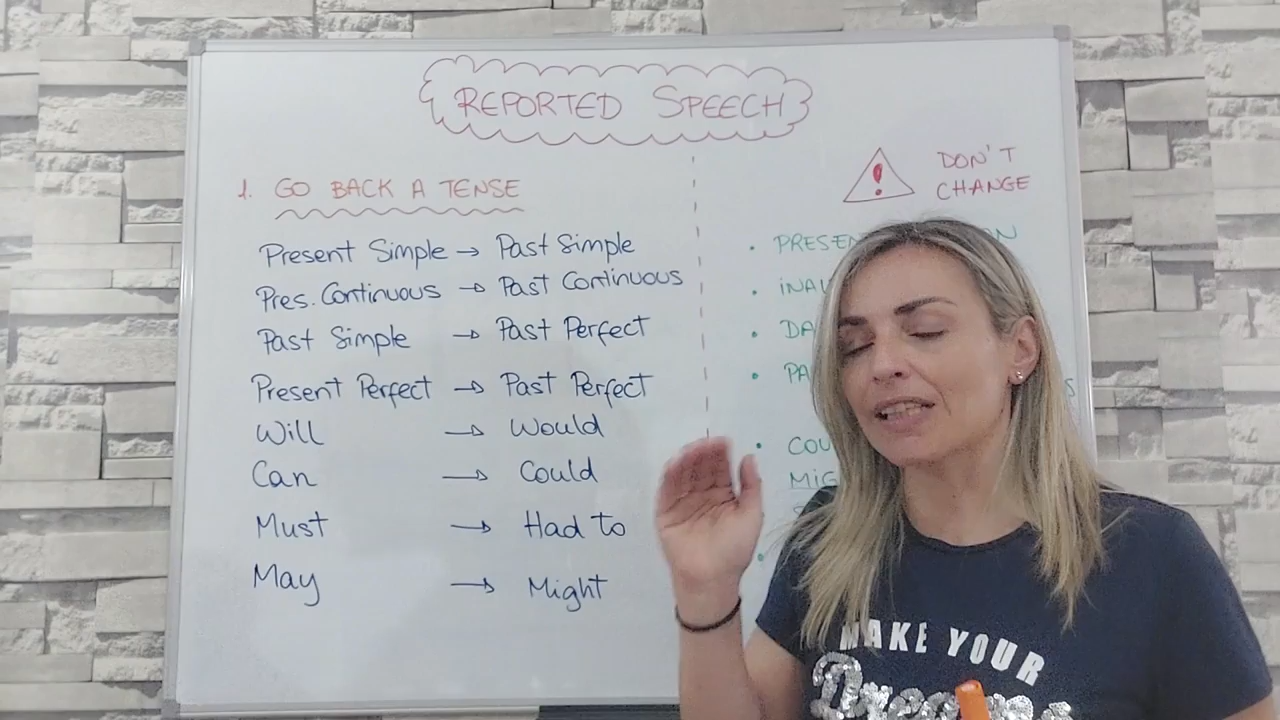 REPORTED SPEECH
1. GO BACK A TENSE
Present Simple → Past Simple
Pres. Continuous → Past Continuous
Past Simple → Past Perfect
Present Perfect → Past Perfect
Will → Would
Can → Could
Must → Had to
May → Might
! DON'T
CHANGE
MAKE YOUR